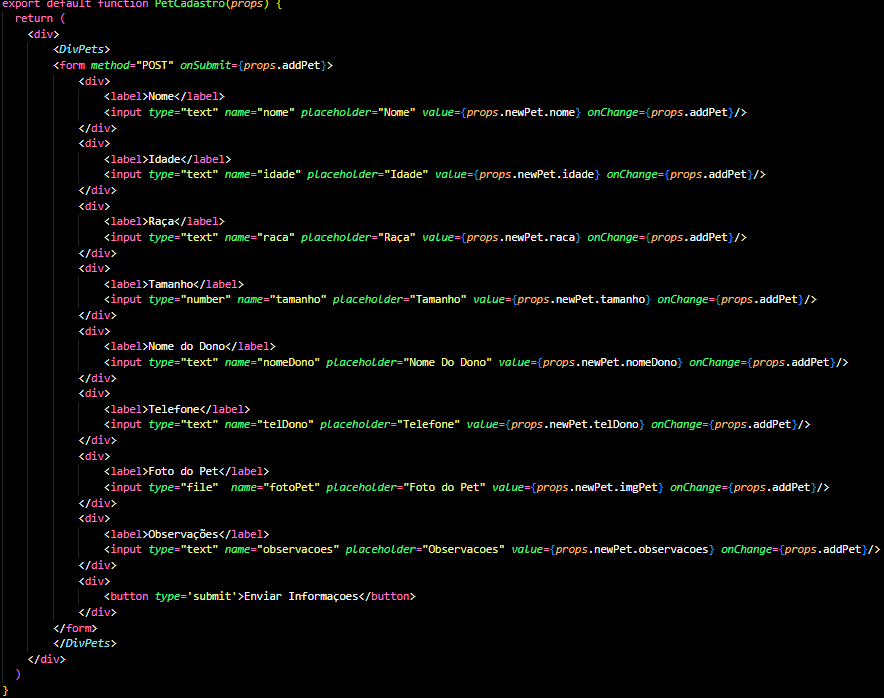 export default function PetCadastro(props) {
  return (
    <div>
        <DivPets>
        <form method="POST" onSubmit={props.addPet}>
            <div>
                <label>Nome</label>
                <input type="text" name="nome" placeholder="Nome" value={props.newPet.nome} onChange={props.addPet}/>
            </div>
            <div>
                <label>Idade</label>
                <input type="text" name="idade" placeholder="Idade" value={props.newPet.idade} onChange={props.addPet}/>
            </div>
            <div>
                <label>Raça</label>
                <input type="text" name="raca" placeholder="Raça" value={props.newPet.raca} onChange={props.addPet}/>
            </div>
            <div>
                <label>Tamanho</label>
                <input type="number" name="tamanho" placeholder="Tamanho" value={props.newPet.tamanho} onChange={props.addPet}/>
            </div>
            <div>
                <label>Nome do Dono</label>
                <input type="text" name="nomeDono" placeholder="Nome Do Dono" value={props.newPet.nomeDono} onChange={props.addPet}/>
            </div>
            <div>
                <label>Telefone</label>
                <input type="text" name="telDono" placeholder="Telefone" value={props.newPet.telDono} onChange={props.addPet}/>
            </div>
            <div>
                <label>Foto do Pet</label>
                <input type="file"  name="fotoPet" placeholder="Foto do Pet" value={props.newPet.imgPet} onChange={props.addPet}/>
            </div>
            <div>
                <label>Observações</label>
                <input type="text" name="observacoes" placeholder="Observacoes" value={props.newPet.observacoes} onChange={props.addPet}/>
            </div>
            <div>
                <button type='submit'>Enviar Informaçoes</button>
            </div>
        </form>
        </DivPets>
    </div>
  )
}